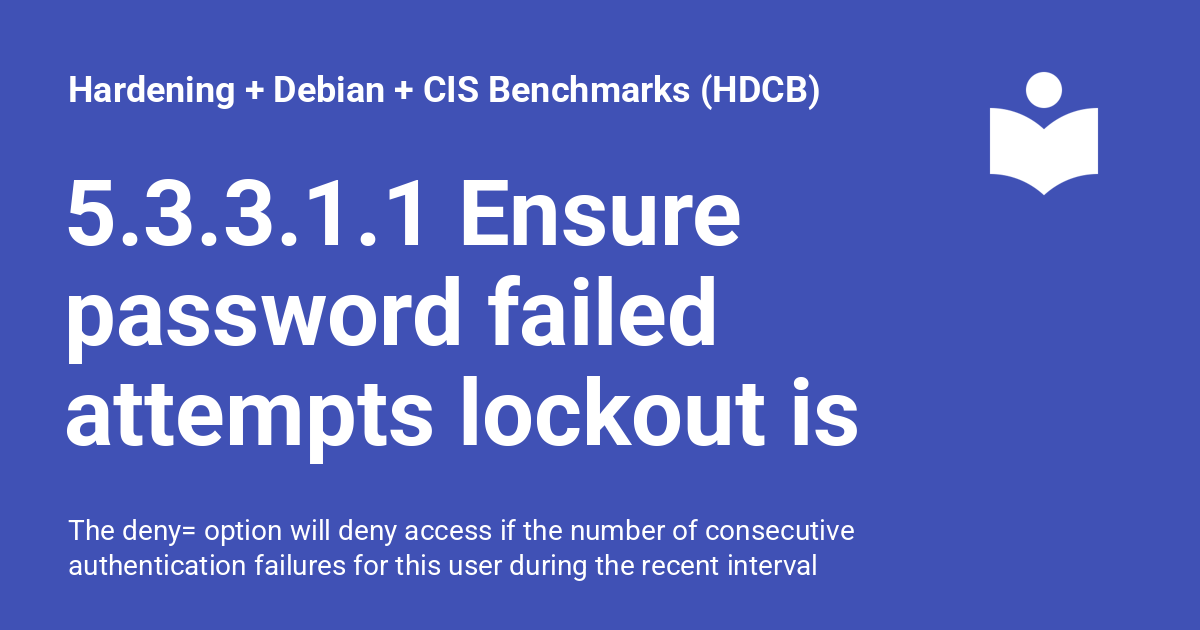 Hardening + Debian + CIS Benchmarks (HDCB)
5.3.3.1.1 Ensure
password failed
attempts lockout is
The deny= option will deny access if the number of consecutive
authentication failures for this user during the recent interval